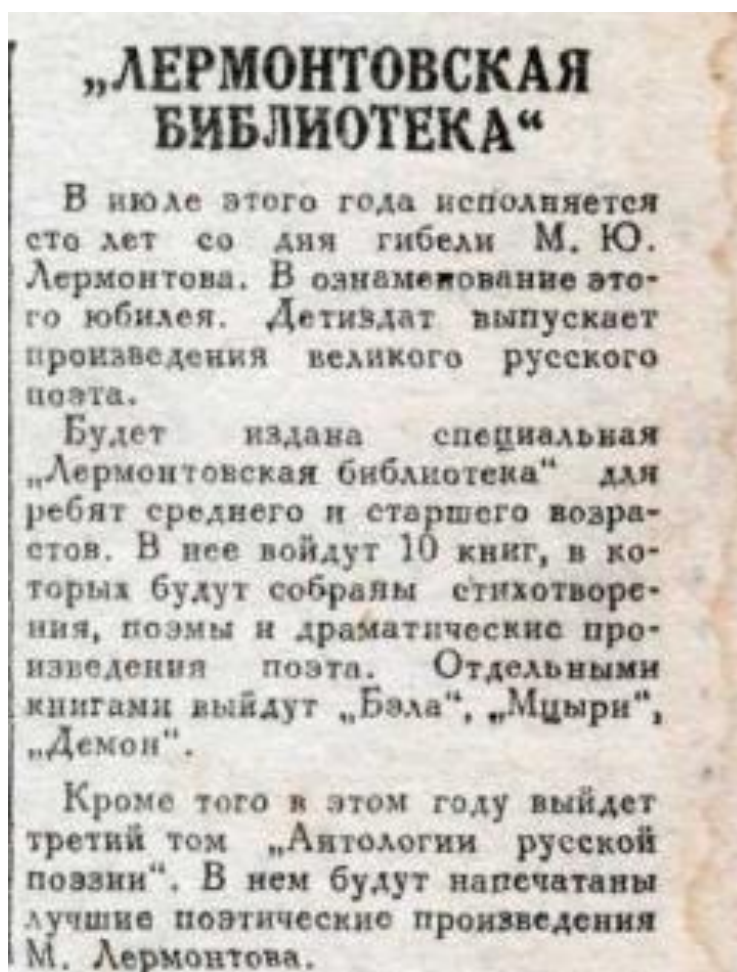 „ЛЕРМОНТОВСКАЯ
БИБЛИОТЕКА“
В июле этого года исполняется
сто лет со дня гибели М. Ю.
Лермонтова. В ознаменование это-
го юбилея. Детиздат выпускает
произведения великого русского
поэта.
Будет издана специальная
„Лермонтовская библиотека“ для
ребят среднего и старшего возра-
стов. В нее войдут 10 книг, в ко-
торых будут собраны стихотворе-
ния, поэмы и драматические про-
изведения поэта. Отдельными
книгами выйдут „Бэла“, „Мцыри“,
„Демон“.
Кроме того в этом году выйдет
третий том „Антологии русской
поэзии“. В нем будут напечатаны
лучшие поэтические произведения
М. Лермонтова.